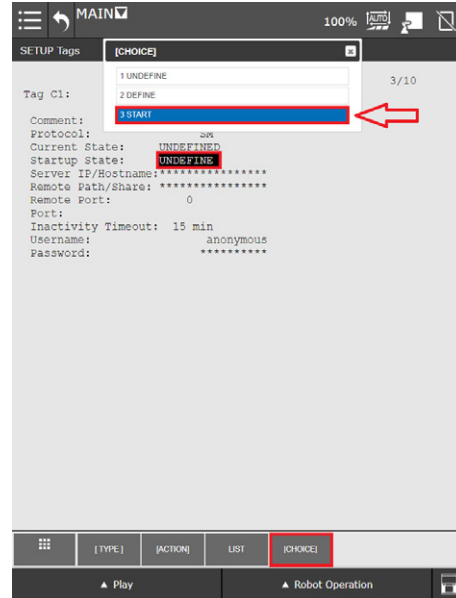 MAIN
100%
AUTO
SETUP Tags
[CHOICE]
1 UNDEFINE
2 DEFINE
3 START
3/10
Tag C1:
Comment:
Protocol: SM
Current State: UNDEFINED
Startup State: UNDEFINE
Server IP/Hostname:****************
Remote Path/Share: ****************
Remote Port: 0
Port:
Inactivity Timeout: 15 min
Username: anonymous
Password: **********
[ TYPE ] [ACTION] LIST [CHOICE]
▲ Play ▲ Robot Operation